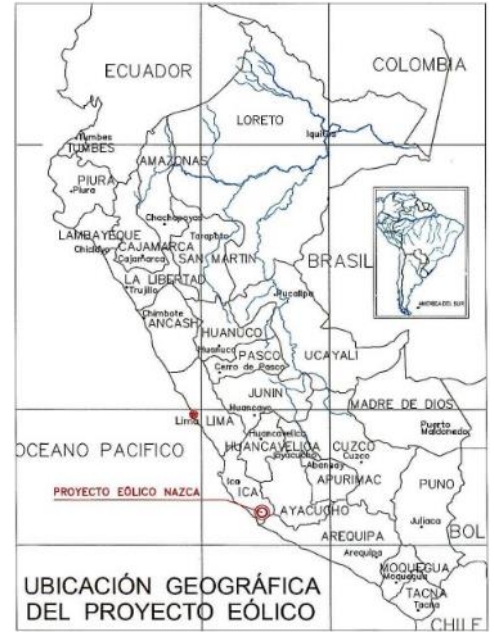 ECUADOR
COLOMBIA
LORETO
Iquitos
Tumbes
TUMBES
AMAZONAS
PIURA
Piura
Chachapoyas
LAMBAYEQUE
Tarapoto
Chiclayo
CAJAMARCA
Cajamarca
SAN MARTIN
BRASIL
LA LIBERTAD
Trujillo
AMERICA DEL SUR
Pucallpa
Chimbote
ANCASH
HUANUCO
Huanuco
PASCO
UCAYALI
Cerro de Pasco
JUNIN
MADRE DE DIOS
Huancayo
Lima
LIMA
Puerto
Maldonado
Huancavelica
HUANCAVELICA
CUZCO
OCEANO PACIFICO
Ayacucho
Cuzco
Abancay
APURIMAC
PUNO
Ica
ICA
PROYECTO EÓLICO NAZCA
AYACUCHO
Juliaca
BOL
AREQUIPA
Arequipa
MOQUEGUA
Moquegua
UBICACIÓN GEOGRÁFICA
DEL PROYECTO EÓLICO
TACNA
Tacna
CHILE